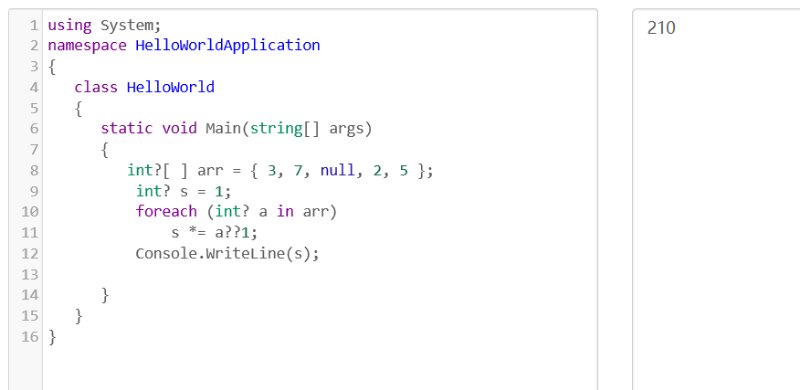 1 using System;
2 namespace HelloWorldApplication
3 {
4    class HelloWorld
5    {
6       static void Main(string[] args)
7       {
8          int?[ ] arr = { 3, 7, null, 2, 5 };
9           int? s = 1;
10           foreach (int? a in arr)
11               s *= a??1;
12           Console.WriteLine(s);
13
14       }
15    }
16 }
210